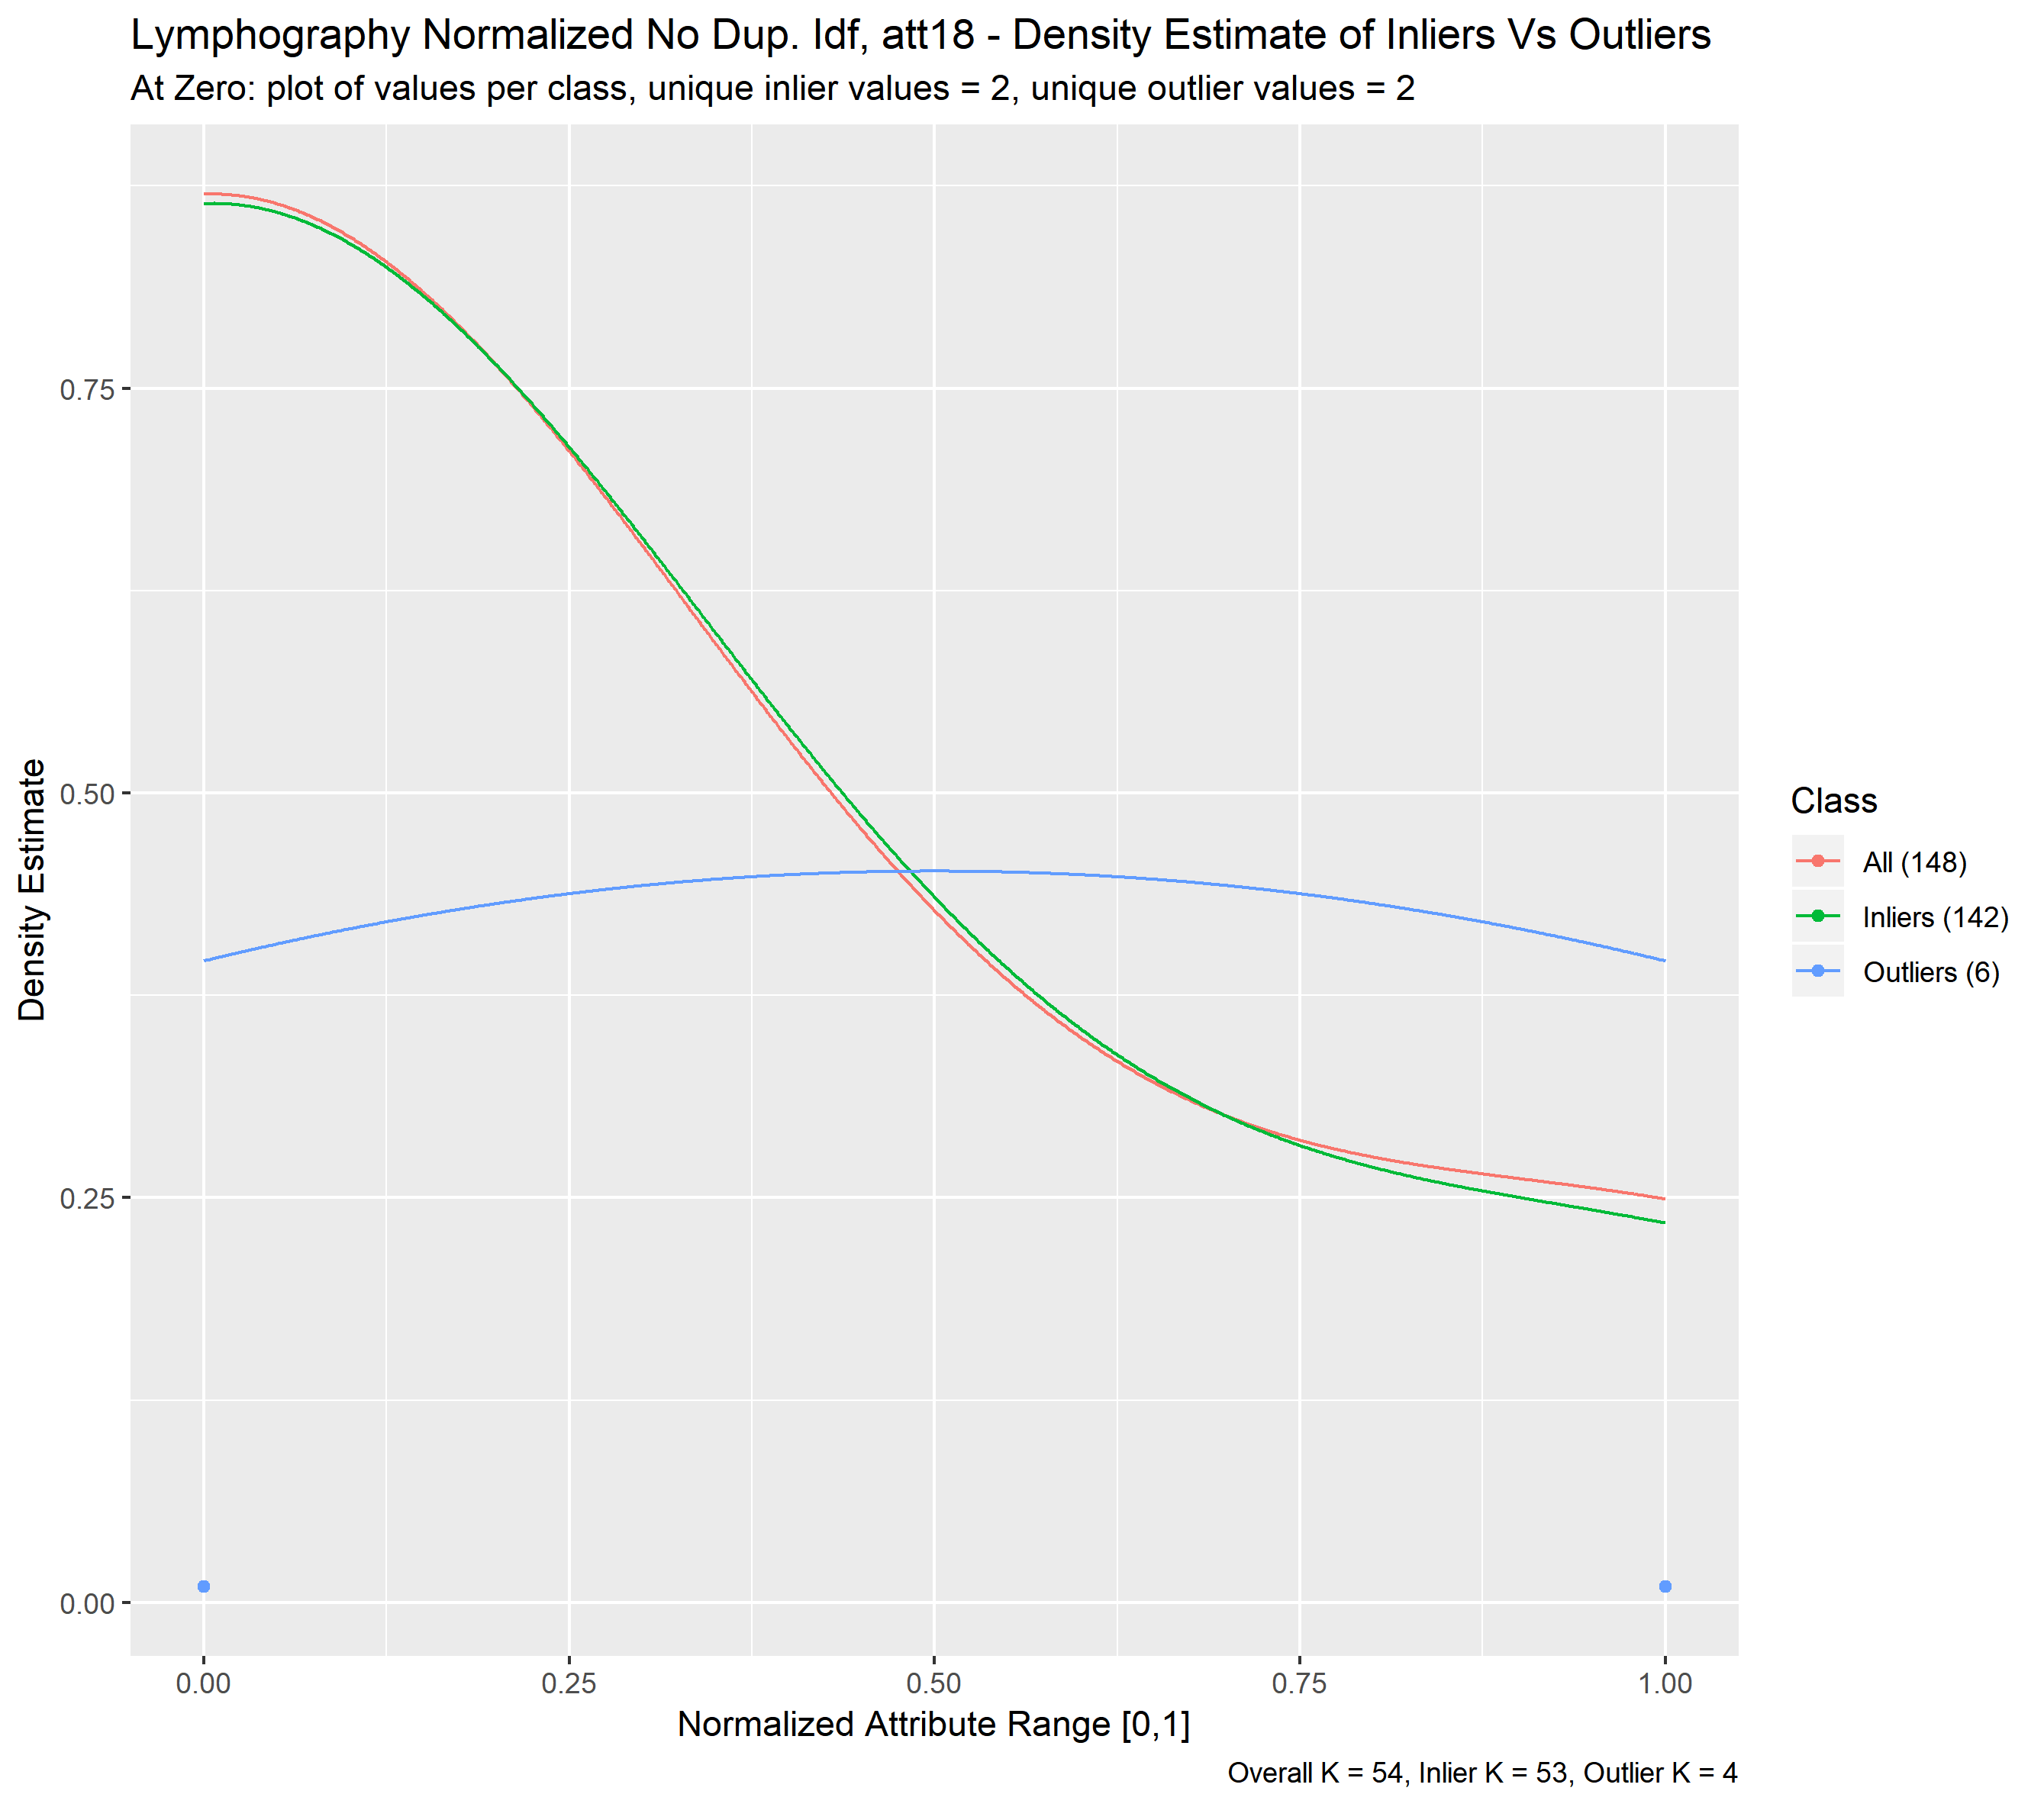 Lymphography Normalized No Dup. Idf, att18 - Density Estimate of Inliers Vs Outliers
At Zero: plot of values per class, unique inlier values = 2, unique outlier values = 2
Density Estimate
0.75
0.50
0.25
0.00
0.00 0.25 0.50 0.75 1.00
Normalized Attribute Range [0,1]
Class
All (148)
Inliers (142)
Outliers (6)
Overall K = 54, Inlier K = 53, Outlier K = 4